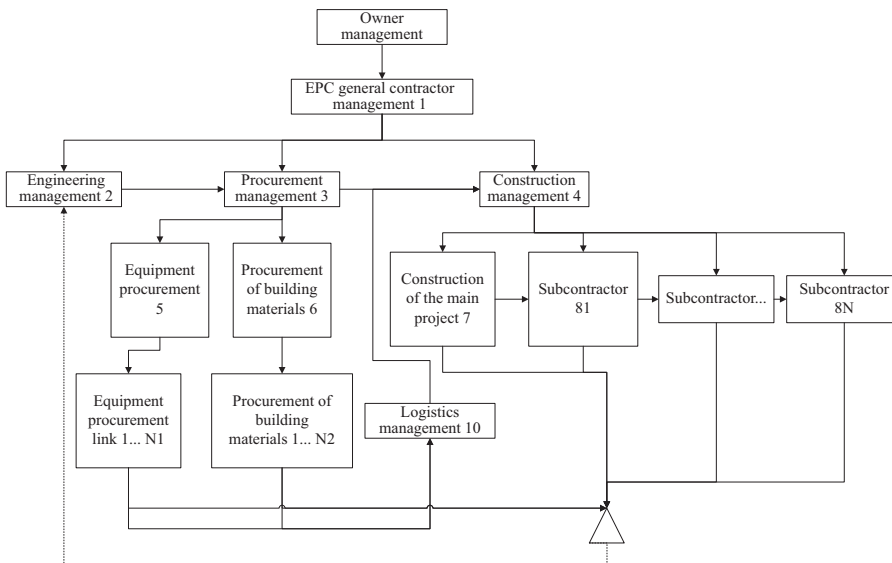 Owner
management
EPC general contractor
management 1
Engineering
management 2
Procurement
management 3
Construction
management 4
Equipment
procurement
5
Procurement
of building
materials 6
Construction
of the main
project 7
Subcontractor
81
Subcontractor...
Subcontractor
8N
Equipment
procurement
link 1... N1
Procurement of
building
materials 1... N2
Logistics
management 10